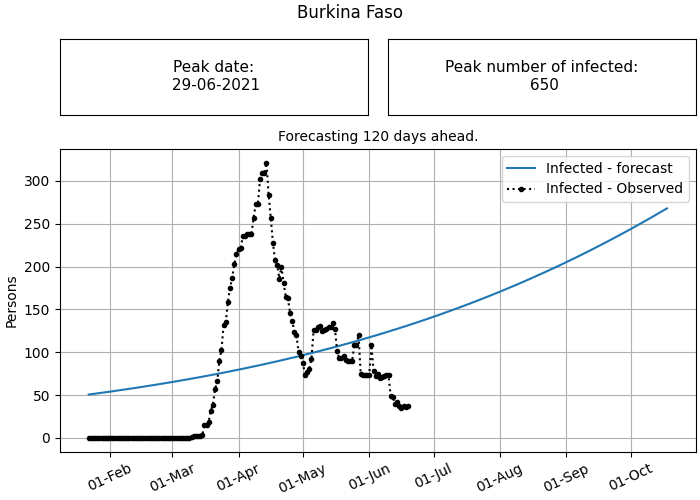 Burkina Faso
Peak date:
29-06-2021
Peak number of infected:
650
Forecasting 120 days ahead.
Infected - forecast
Infected - Observed
Persons
300
250
200
150
100
50
0
01-Feb
01-Mar
01-Apr
01-May
01-Jun
01-Jul
01-Aug
01-Sep
01-Oct